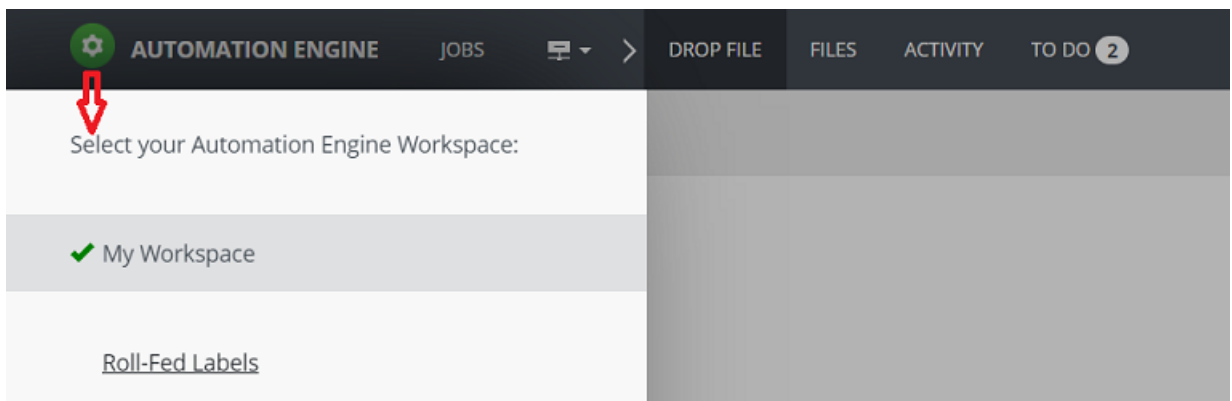 AUTOMATION ENGINE JOBS DROP FILE FILES ACTIVITY TO DO 2
Select your Automation Engine Workspace:
My Workspace
Roll-Fed Labels